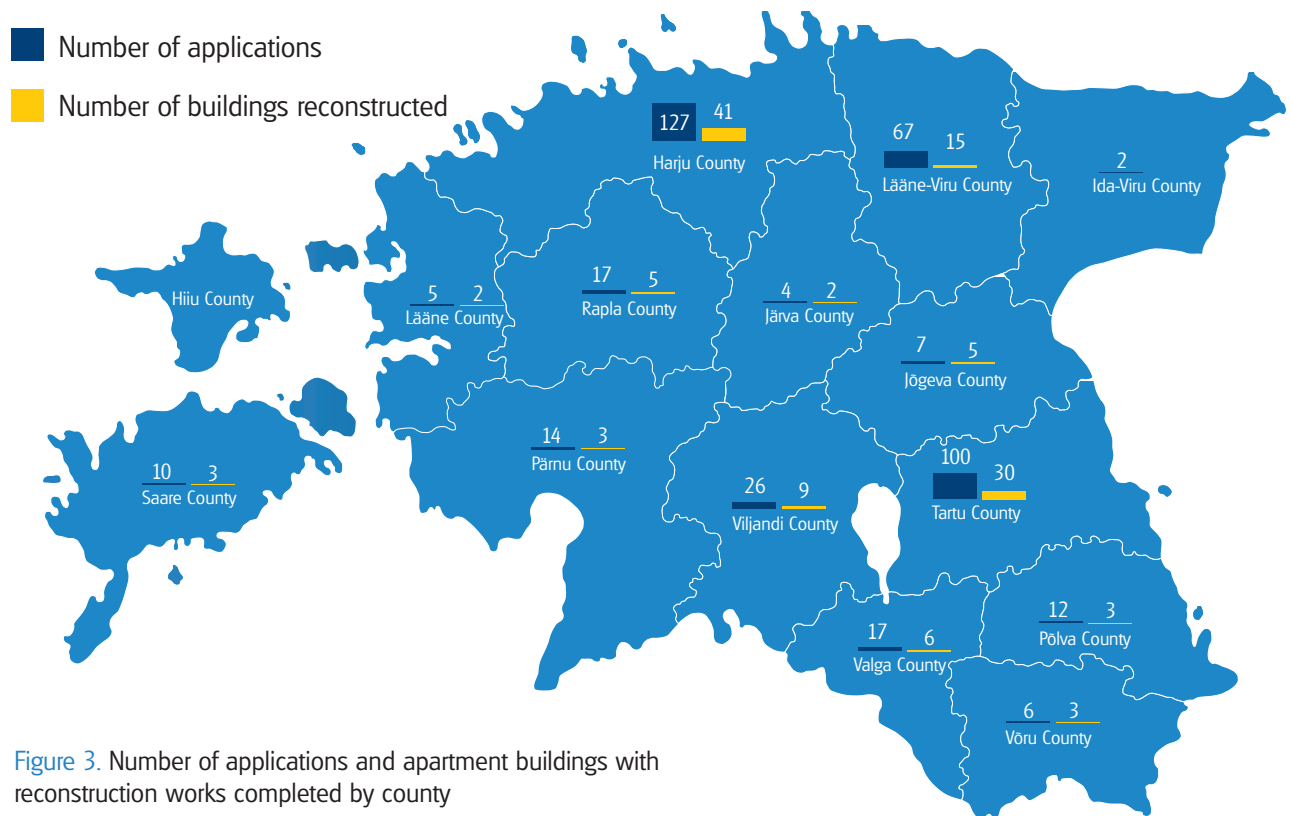 Number of applications
Number of buildings reconstructed
127 41
Harju County
67 15
Lääne-Viru County
2
Ida-Viru County
Hiiu County
5 2
Lääne County
17 5
Rapla County
4 2
Järva County
7 5
Jõgeva County
10 3
Saare County
14 3
Pärnu County
26 9
Viljandi County
100 30
Tartu County
17 6
Valga County
12 3
Põlva County
6 3
Võru County
Figure 3. Number of applications and apartment buildings with
reconstruction works completed by county